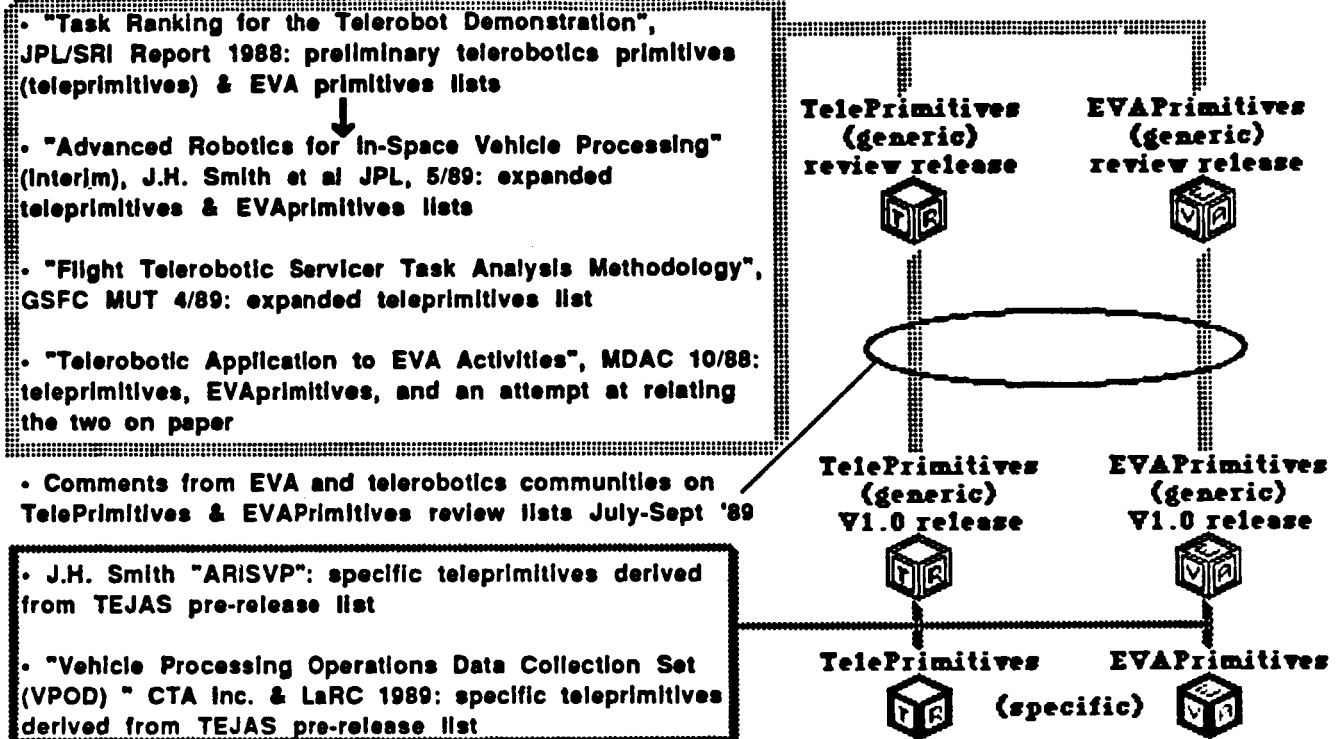 • "Task Ranking for the Telerobot Demonstration",
JPL/SRI Report 1988: preliminary telerobotics primitives
(teleprimitives) & EVA primitives lists
• "Advanced Robotics for In-Space Vehicle Processing"
(Interim), J.H. Smith et al JPL, 5/89: expanded
teleprimitives & EVAprimitives lists
• "Flight Telerobotic Servicer Task Analysis Methodology",
GSFC MUT 4/89: expanded teleprimitives list
• "Telerobotic Application to EVA Activities", MDAC 10/88:
teleprimitives, EVAprimitives, and an attempt at relating
the two on paper
• Comments from EVA and telerobotics communities on
TelePrimitives & EVAPrimitives review lists July-Sept '89
• J.H. Smith "ARISVP": specific teleprimitives derived
from TEJAS pre-release list
• "Vehicle Processing Operations Data Collection Set
(VPOD) " CTA Inc. & LaRC 1989: specific teleprimitives
derived from TEJAS pre-release list
TelePrimitives
(generic)
review release
T R
EVAPrimitives
(generic)
review release
E V A
TelePrimitives
(generic)
V1.0 release
T R
EVAPrimitives
(generic)
V1.0 release
E V A
TelePrimitives
T R
(specific)
EVAPrimitives
E V A